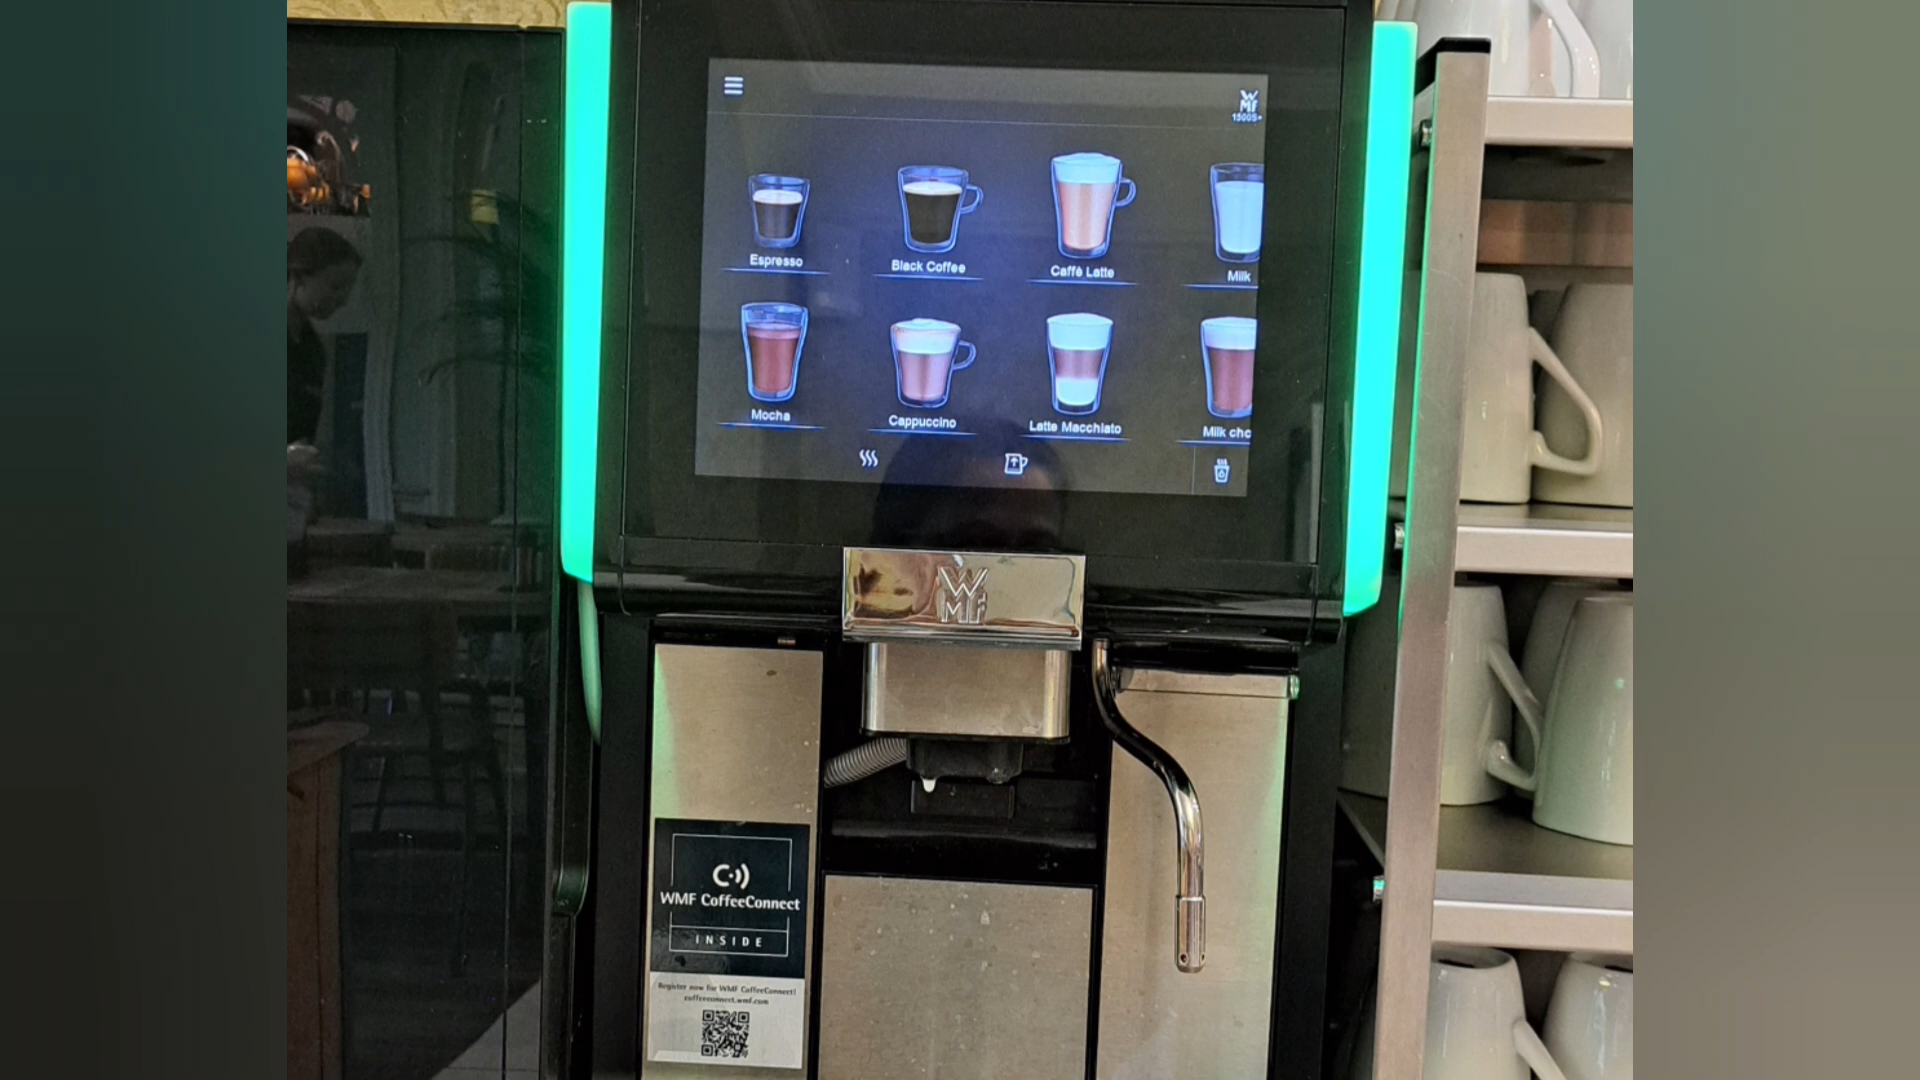 WMF
1500S+
Espresso
Black Coffee
Caffè Latte
Milk
Mocha
Cappuccino
Latte Macchiato
Milk cho
WMF
WMF CoffeeConnect
INSIDE
Register now for WMF CoffeeConnect!
coffeeconnect.wmf.com